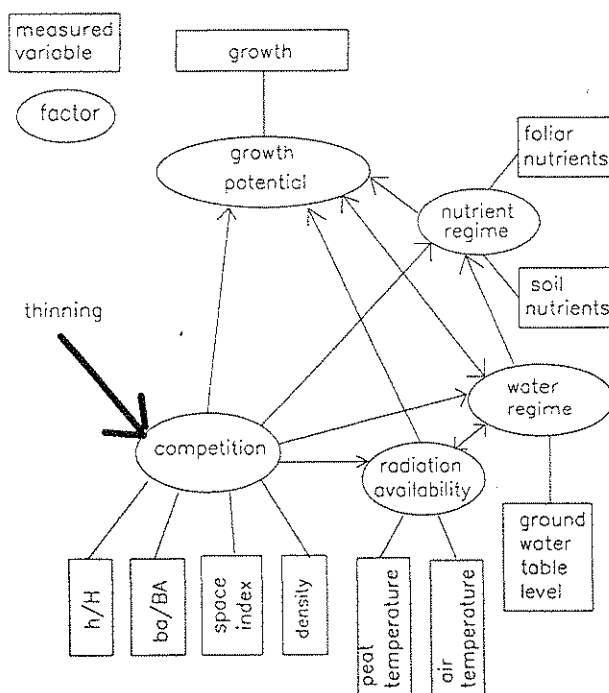 measured
variable
growth
factor
growth
potential
foliar
nutrients
nutrient
regime
soil
nutrients
thinning
water
regime
competition
radiation
availability
ground
water
table
level
h/H
ba/BA
space
index
density
peat
temperature
air
temperature